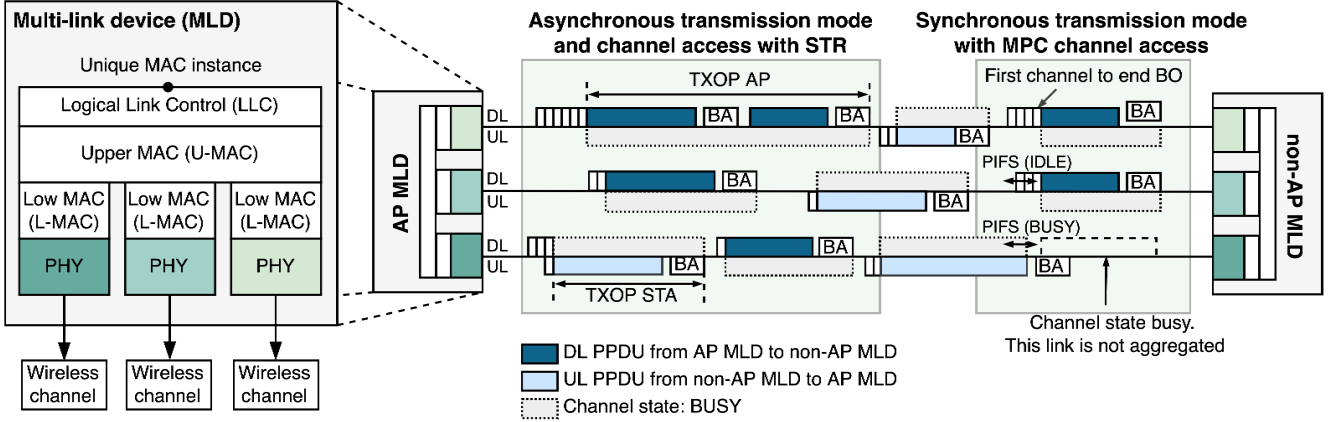 Multi-link device (MLD)
Unique MAC instance
Logical Link Control (LLC)
Upper MAC (U-MAC)
Low MAC
(L-MAC)
Low MAC
(L-MAC)
Low MAC
(L-MAC)
PHY
PHY
PHY
Wireless
channel
Wireless
channel
Wireless
channel
AP MLD
Asynchronous transmission mode
and channel access with STR
Synchronous transmission mode
with MPC channel access
TXOP AP
First channel to end BO
DL
UL
BA
BA
BA
BA
PIFS (IDLE)
DL
UL
BA
BA
BA
PIFS (BUSY)
DL
UL
BA
BA
BA
TXOP STA
Channel state busy.
This link is not aggregated
non-AP MLD
DL PPDU from AP MLD to non-AP MLD
UL PPDU from non-AP MLD to AP MLD
Channel state: BUSY